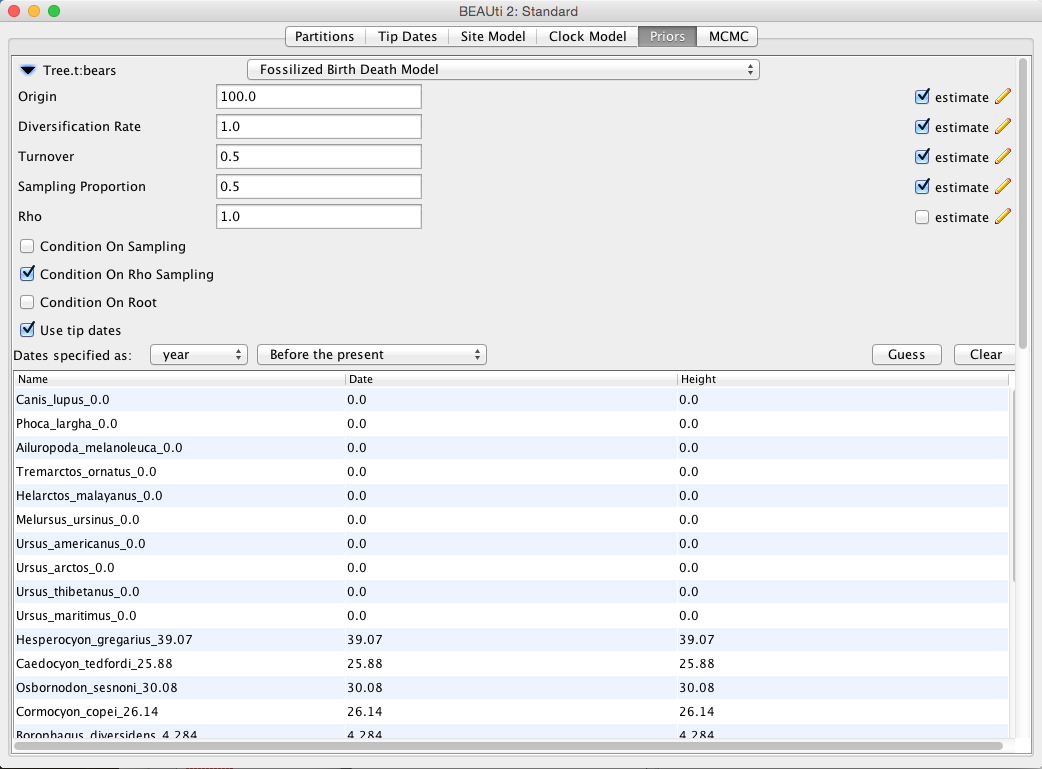 BEAUti 2: Standard
Partitions Tip Dates Site Model Clock Model Priors MCMC
Tree.t:bears Fossilized Birth Death Model
Origin 100.0 estimate
Diversification Rate 1.0 estimate
Turnover 0.5 estimate
Sampling Proportion 0.5 estimate
Rho 1.0 estimate
Condition On Sampling
Condition On Rho Sampling
Condition On Root
Use tip dates
Dates specified as: year Before the present Guess Clear
Name Date Height
Canis_lupus_0.0 0.0 0.0
Phoca_largha_0.0 0.0 0.0
Ailuropoda_melanoleuca_0.0 0.0 0.0
Tremarctos_ornatus_0.0 0.0 0.0
Helarctos_malayanus_0.0 0.0 0.0
Melursus_ursinus_0.0 0.0 0.0
Ursus_americanus_0.0 0.0 0.0
Ursus_arctos_0.0 0.0 0.0
Ursus_thibetanus_0.0 0.0 0.0
Ursus_maritimus_0.0 0.0 0.0
Hesperocyon_gregarius_39.07 39.07 39.07
Caedocyon_tedfordi_25.88 25.88 25.88
Osbornodon_sesnoni_30.08 30.08 30.08
Cormocyon_copei_26.14 26.14 26.14
Borophagus_diversidens_4.284 4.284 4.284